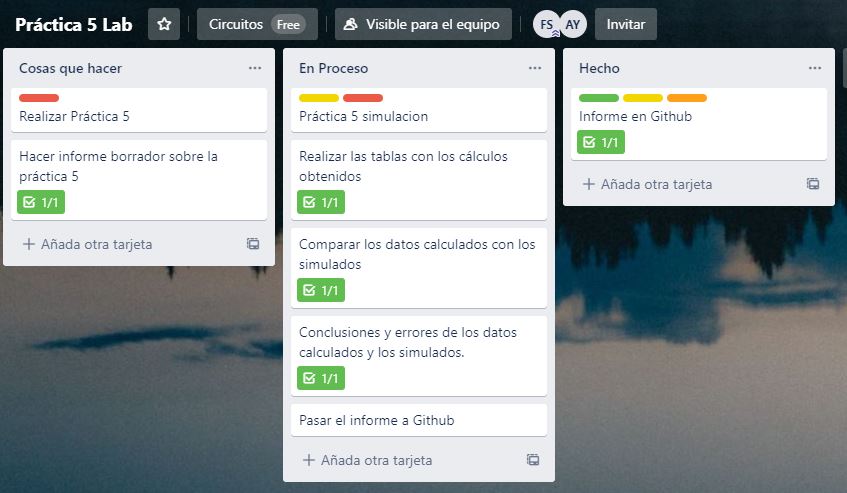 Práctica 5 Lab
Circuitos Free
Visible para el equipo
FS
AY
Invitar
Cosas que hacer
Realizar Práctica 5
Hacer informe borrador sobre la
práctica 5
1/1
Añada otra tarjeta
En Proceso
Práctica 5 simulacion
Realizar las tablas con los cálculos
obtenidos
1/1
Comparar los datos calculados con los
simulados
1/1
Conclusiones y errores de los datos
calculados y los simulados.
1/1
Pasar el informe a Github
Añada otra tarjeta
Hecho
Informe en Github
1/1
Añada otra tarjeta